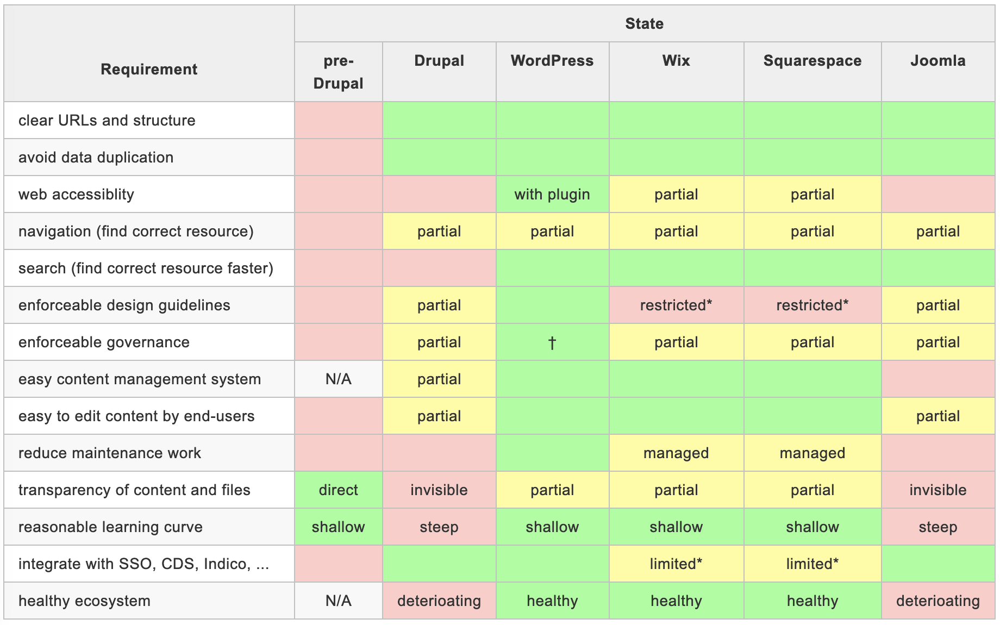 State
Requirement
pre-
Drupal
Drupal
WordPress
Wix
Squarespace
Joomla
clear URLs and structure
avoid data duplication
web accessiblity with plugin partial partial
navigation (find correct resource) partial partial partial partial partial
search (find correct resource faster)
enforceable design guidelines partial restricted* restricted* partial
enforceable governance partial † partial partial partial
easy content management system N/A partial
easy to edit content by end-users partial partial
reduce maintenance work managed managed
transparency of content and files direct invisible partial partial partial invisible
reasonable learning curve shallow steep shallow shallow shallow steep
integrate with SSO, CDS, Indico, ... limited* limited*
healthy ecosystem N/A deterioating healthy healthy healthy deterioating